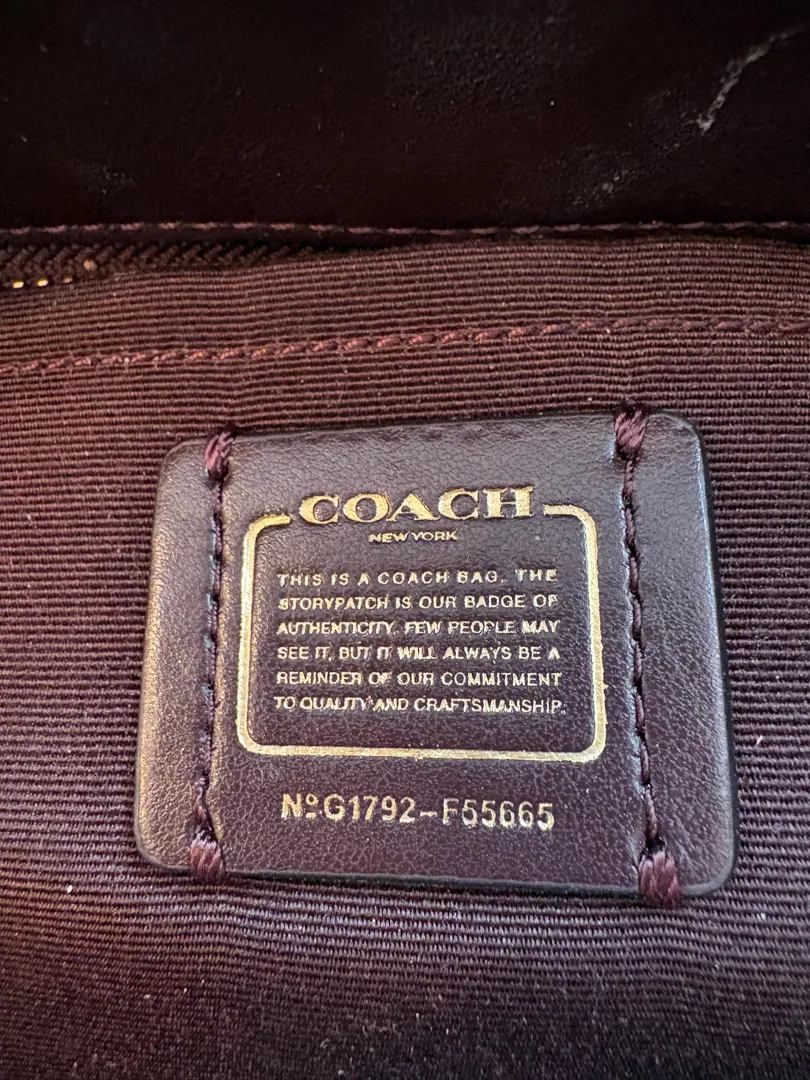 COACH
NEW YORK
THIS IS A COACH BAG. THE
STORYPATCH IS OUR BADGE OF
AUTHENTICITY. FEW PEOPLE MAY
SEE IT, BUT IT WILL ALWAYS BE A
REMINDER OF OUR COMMITMENT
TO QUALITY AND CRAFTSMANSHIP.
Nº G1792-F55665